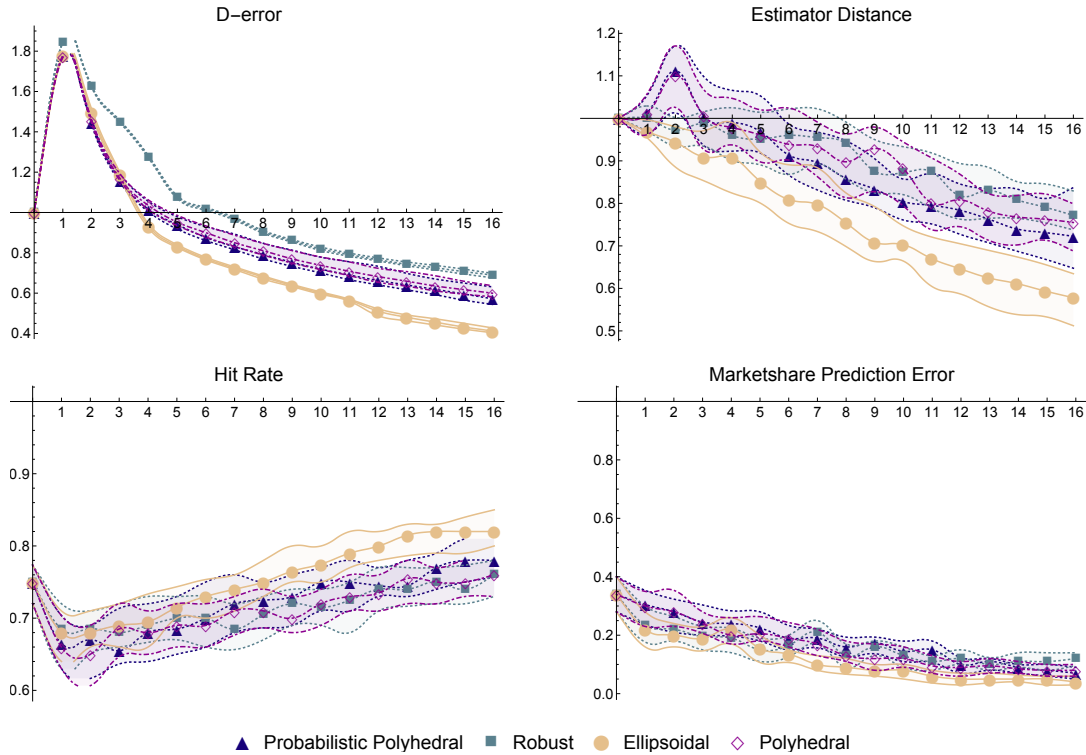 D-error
1.8
1.6
1.4
1.2
0.8
0.6
0.4
1 2 3 4 5 6 7 8 9 10 11 12 13 14 15 16
Estimator Distance
1.2
1.1
0.9
0.8
0.7
0.6
0.5
1 2 3 4 5 6 7 8 9 10 11 12 13 14 15 16
Hit Rate
1 2 3 4 5 6 7 8 9 10 11 12 13 14 15 16
0.9
0.8
0.7
0.6
Marketshare Prediction Error
1 2 3 4 5 6 7 8 9 10 11 12 13 14 15 16
0.8
0.6
0.4
0.2
0.0
Probabilistic Polyhedral Robust Ellipsoidal Polyhedral